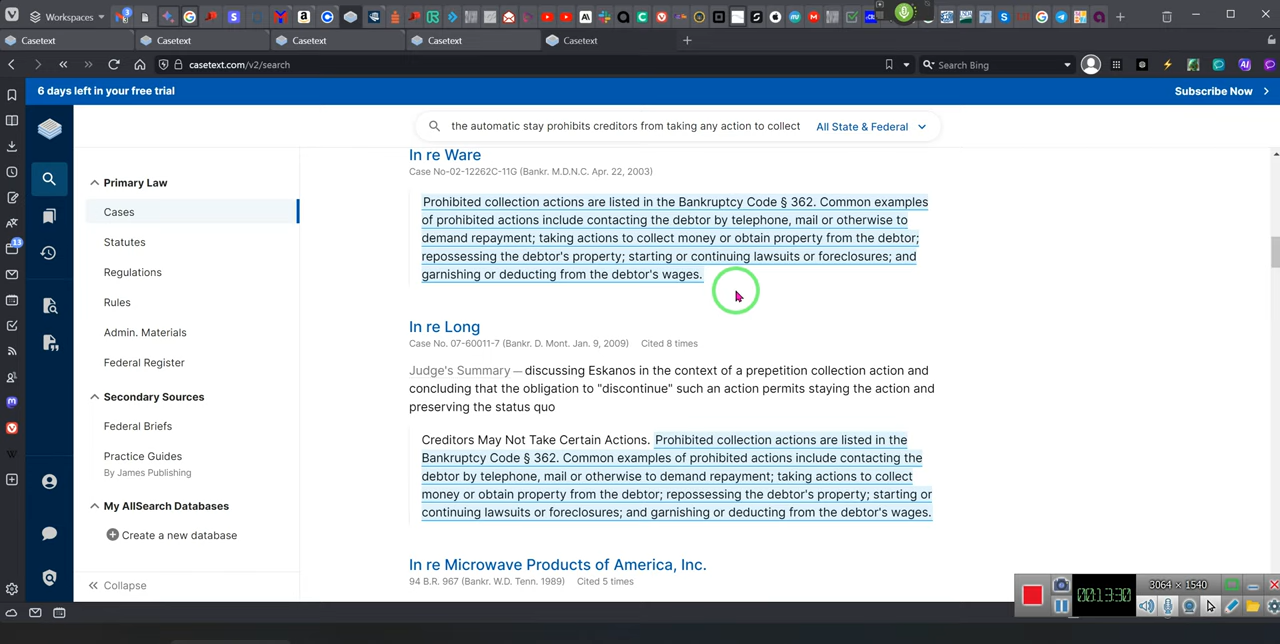 Workspaces
Casetext
Casetext
Casetext
Casetext
Casetext
casetext.com/v2/search
Search Bing
6 days left in your free trial
Subscribe Now
the automatic stay prohibits creditors from taking any action to collect
All State & Federal
Primary Law
Cases
Statutes
Regulations
Rules
Admin. Materials
Federal Register
Secondary Sources
Federal Briefs
Practice Guides
By James Publishing
My AllSearch Databases
Create a new database
Collapse
In re Ware
Case No-02-12262C-11G (Bankr. M.D.N.C. Apr. 22, 2003)
Prohibited collection actions are listed in the Bankruptcy Code § 362. Common examples
of prohibited actions include contacting the debtor by telephone, mail or otherwise to
demand repayment; taking actions to collect money or obtain property from the debtor;
repossessing the debtor's property; starting or continuing lawsuits or foreclosures; and
garnishing or deducting from the debtor's wages.
In re Long
Case No. 07-60011-7 (Bankr. D. Mont. Jan. 9, 2009) Cited 8 times
Judge's Summary — discussing Eskanos in the context of a prepetition collection action and
concluding that the obligation to "discontinue" such an action permits staying the action and
preserving the status quo
Creditors May Not Take Certain Actions. Prohibited collection actions are listed in the
Bankruptcy Code § 362. Common examples of prohibited actions include contacting the
debtor by telephone, mail or otherwise to demand repayment; taking actions to collect
money or obtain property from the debtor; repossessing the debtor's property; starting or
continuing lawsuits or foreclosures; and garnishing or deducting from the debtor's wages.
In re Microwave Products of America, Inc.
94 B.R. 967 (Bankr. W.D. Tenn. 1989) Cited 5 times
3064 × 1540
00:13:30
13